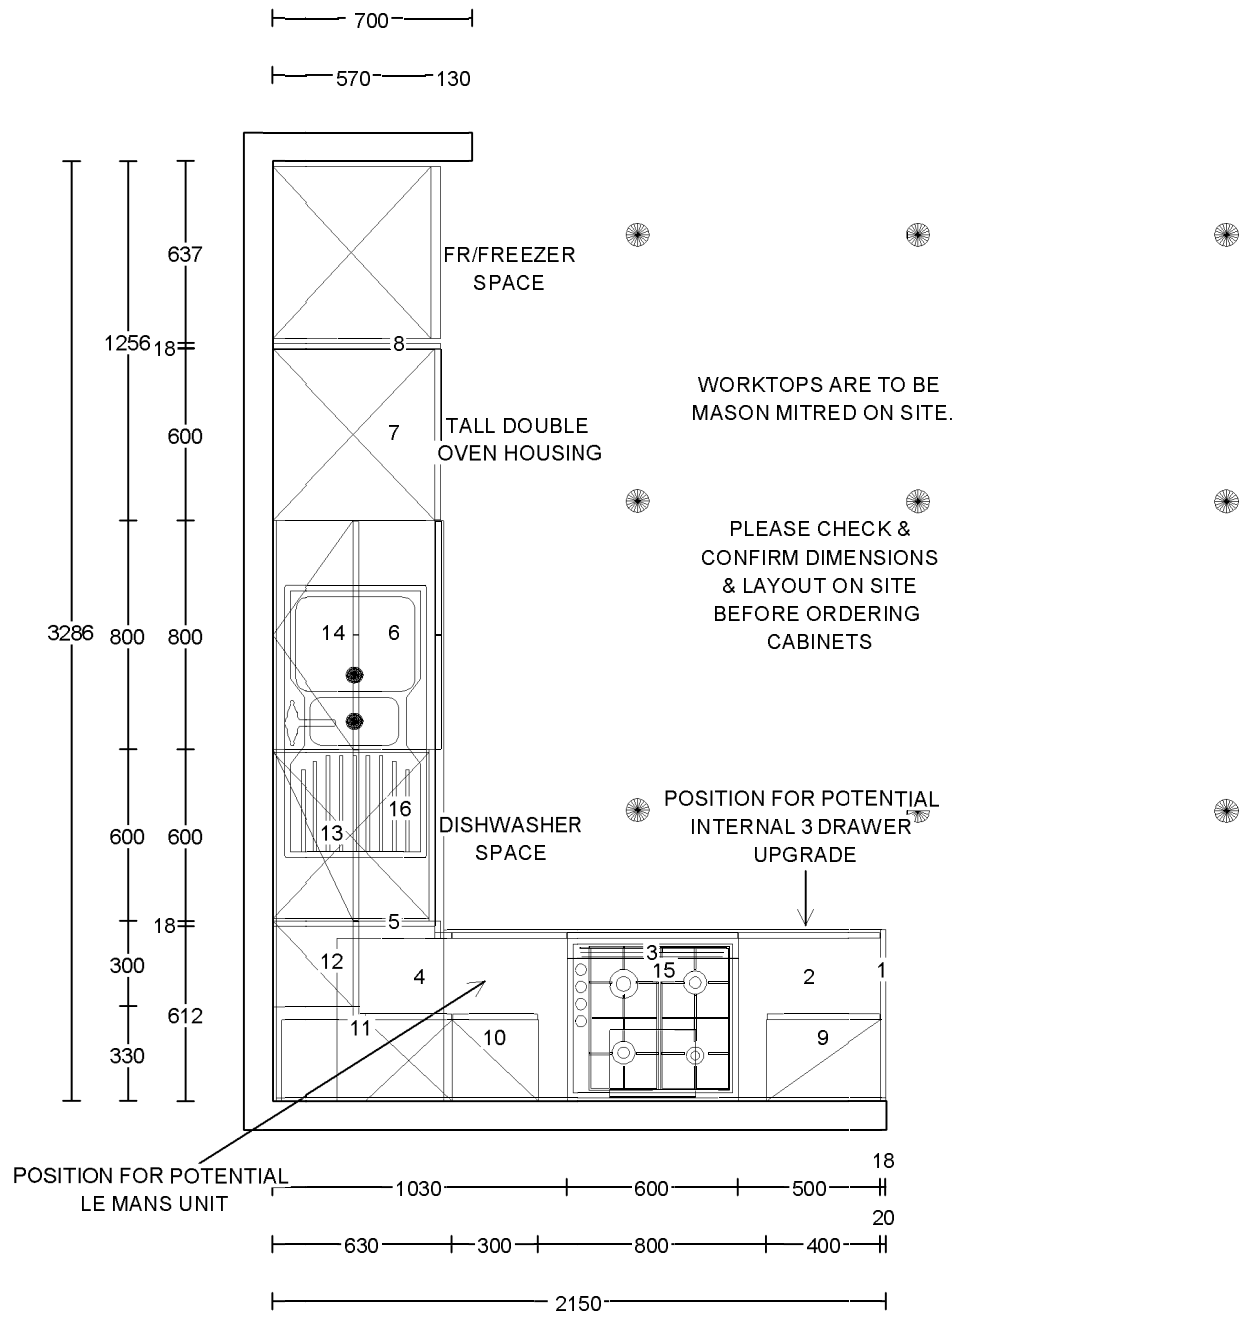 700
570 130
637
FR/FREEZER
SPACE
1256 18 8
WORKTOPS ARE TO BE
MASON MITRED ON SITE.
600 7 TALL DOUBLE
OVEN HOUSING
PLEASE CHECK &
CONFIRM DIMENSIONS
& LAYOUT ON SITE
BEFORE ORDERING
CABINETS
3286 800 800 14 6
POSITION FOR POTENTIAL
INTERNAL 3 DRAWER
UPGRADE
16
600 600 13 DISHWASHER
SPACE
18 5
300 12 4 3 15 2 1
612 11 10 9
330
POSITION FOR POTENTIAL
LE MANS UNIT
18
1030 600 500
20
630 300 800 400
2150